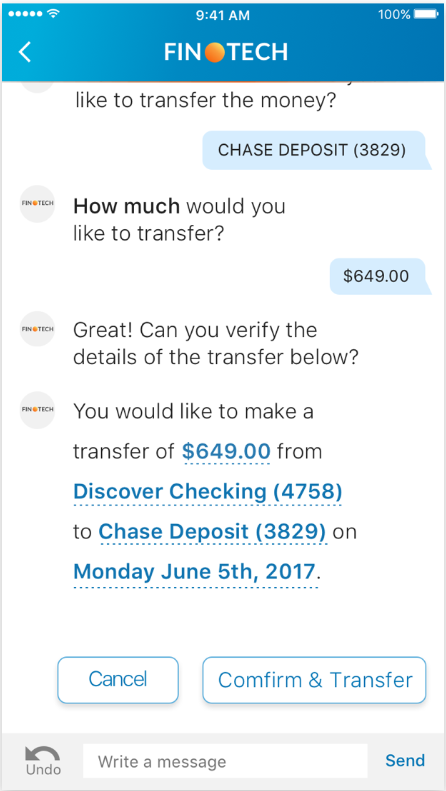 9:41 AM
100%
FIN TECH
like to transfer the money?
CHASE DEPOSIT (3829)
FIN TECH
How much would you
like to transfer?
$649.00
FIN TECH
Great! Can you verify the
details of the transfer below?
FIN TECH
You would like to make a
transfer of $649.00 from
Discover Checking (4758)
to Chase Deposit (3829) on
Monday June 5th, 2017.
Cancel
Comfirm & Transfer
Undo
Write a message
Send